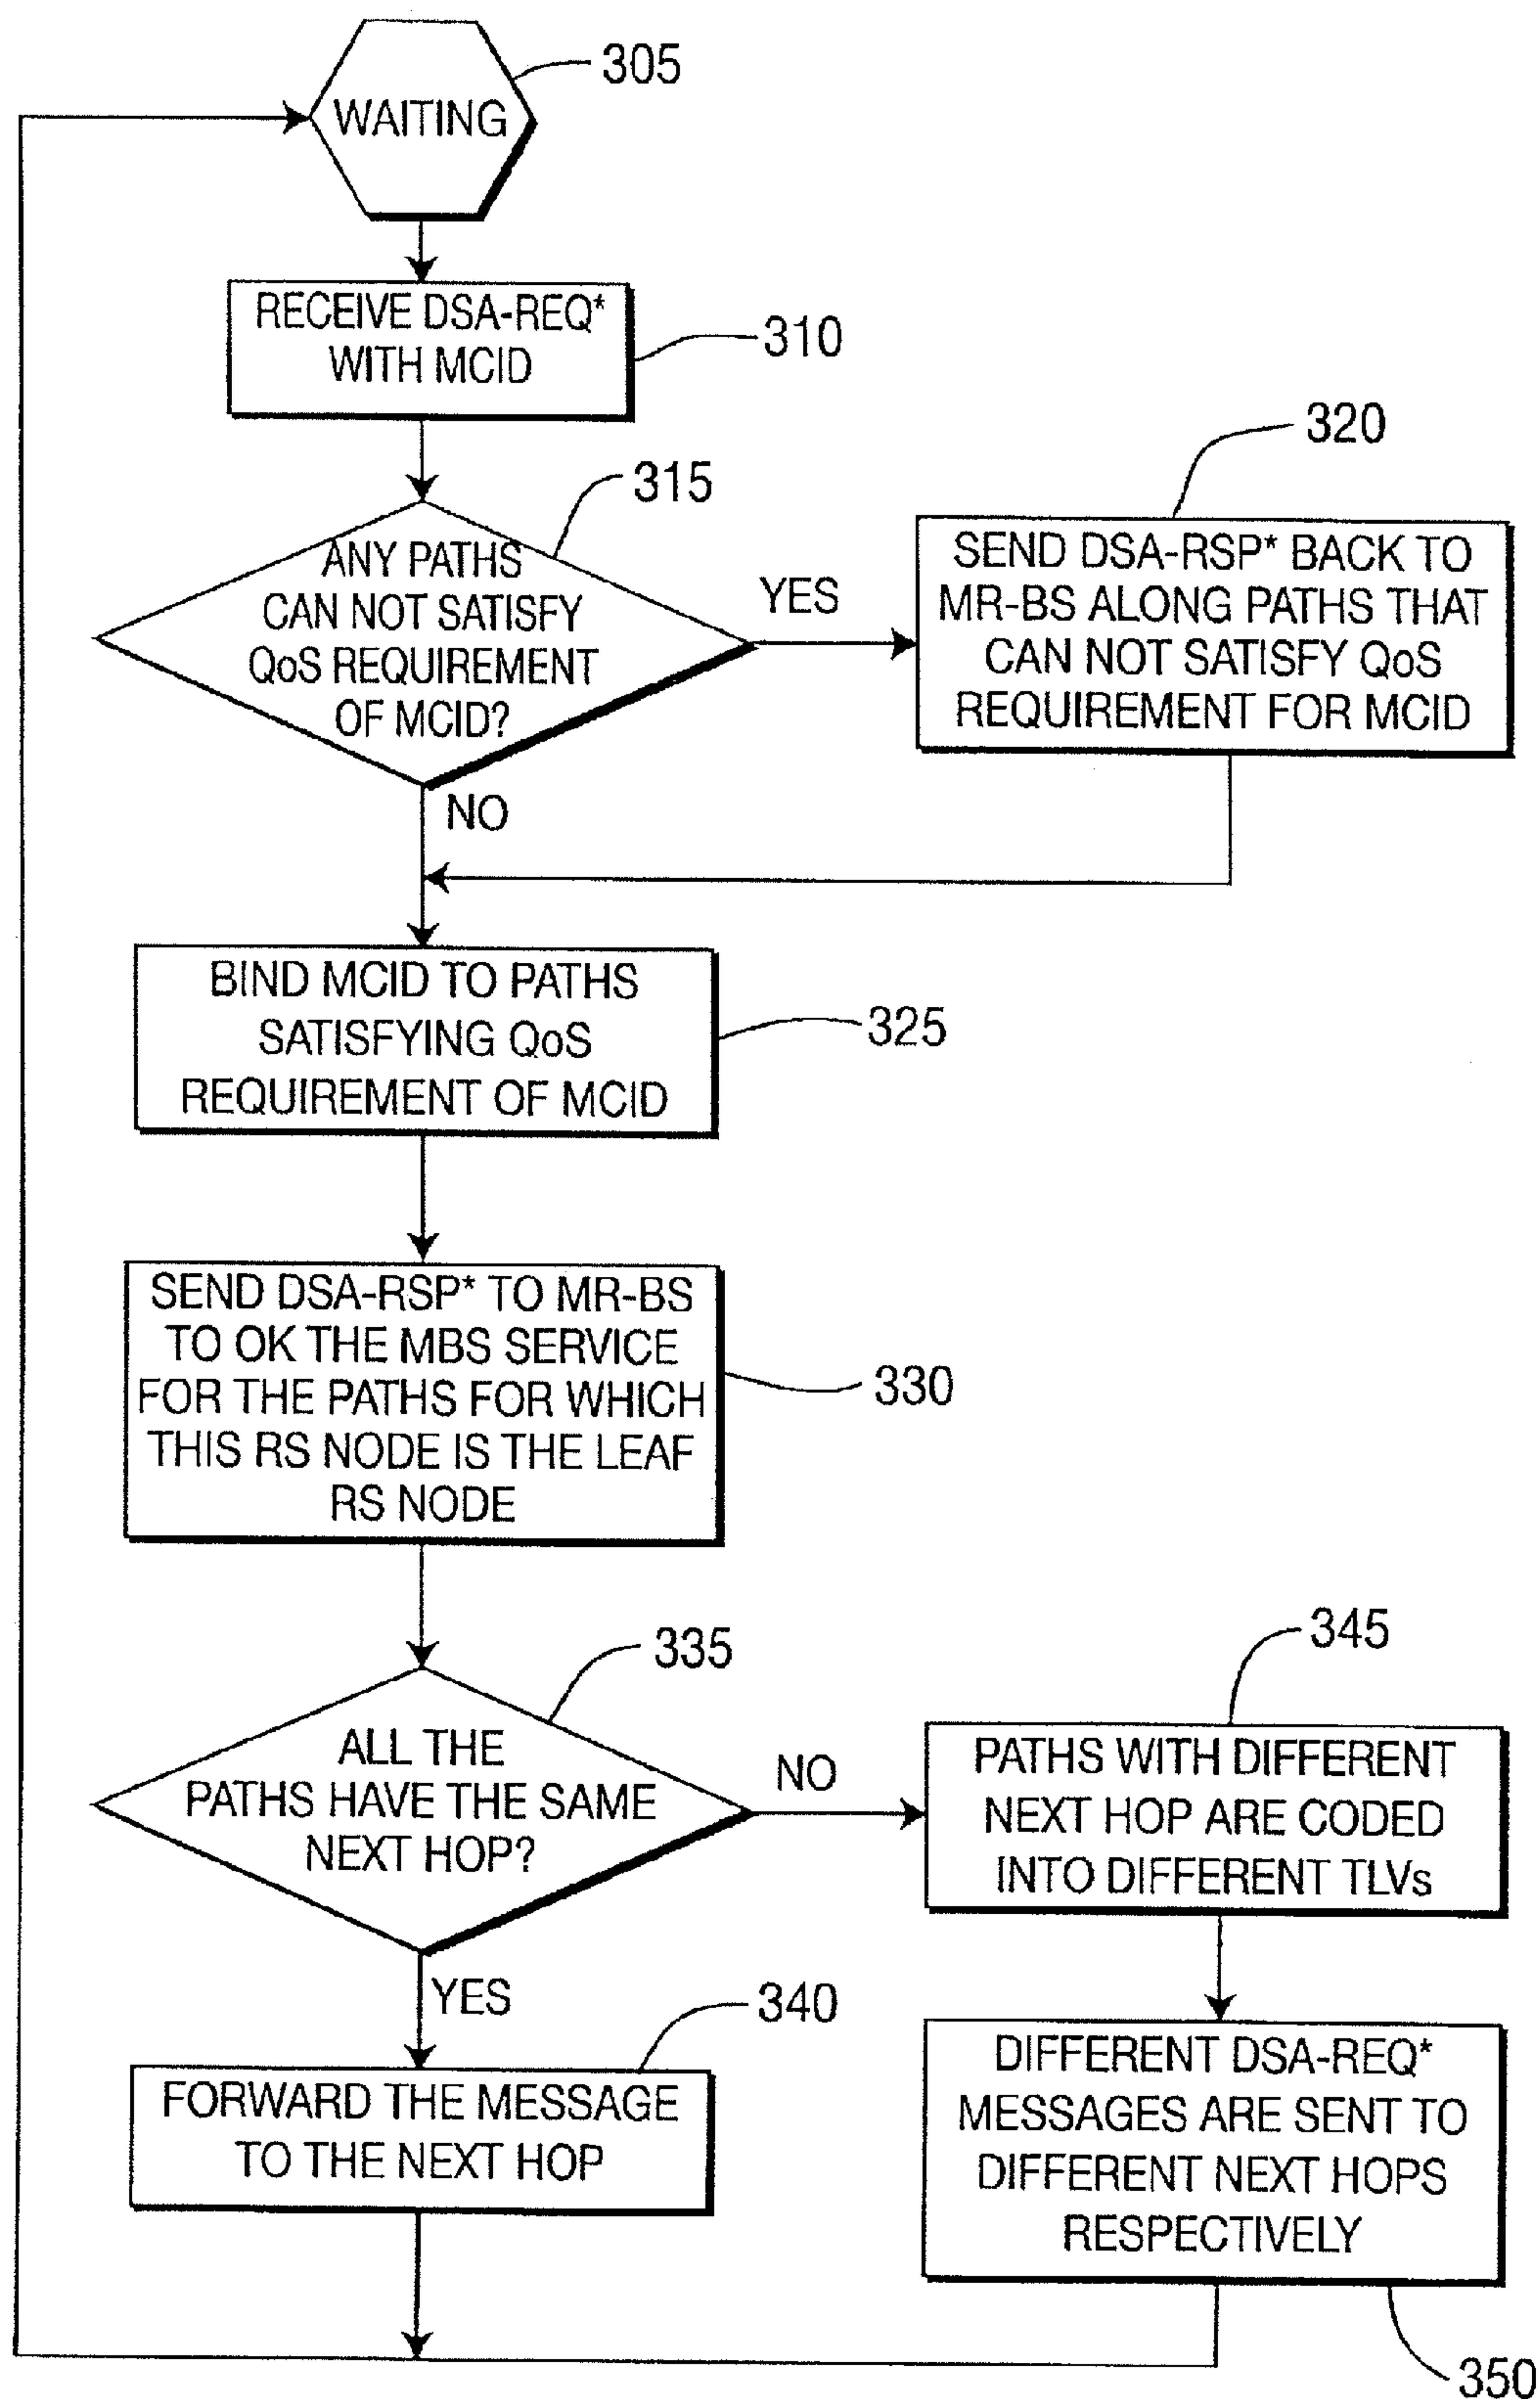 305
WAITING
RECEIVE DSA-REQ*
WITH MCID
310
315
ANY PATHS
CAN NOT SATISFY
QoS REQUIREMENT
OF MCID?
YES
320
SEND DSA-RSP* BACK TO
MR-BS ALONG PATHS THAT
CAN NOT SATISFY QoS
REQUIREMENT FOR MCID
NO
BIND MCID TO PATHS
SATISFYING QoS
REQUIREMENT OF MCID
325
SEND DSA-RSP* TO MR-BS
TO OK THE MBS SERVICE
FOR THE PATHS FOR WHICH
THIS RS NODE IS THE LEAF
RS NODE
330
335
ALL THE
PATHS HAVE THE SAME
NEXT HOP?
NO
345
PATHS WITH DIFFERENT
NEXT HOP ARE CODED
INTO DIFFERENT TLVs
YES
340
FORWARD THE MESSAGE
TO THE NEXT HOP
DIFFERENT DSA-REQ*
MESSAGES ARE SENT TO
DIFFERENT NEXT HOPS
RESPECTIVELY
350